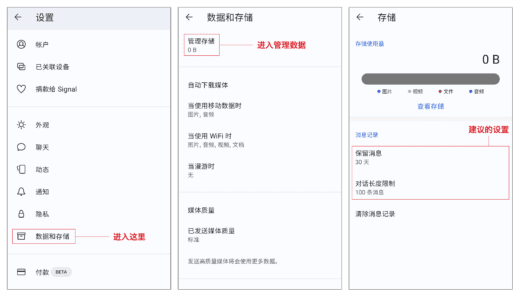 设置
帐户
已关联设备
捐款给 Signal
外观
聊天
动态
通知
隐私
数据和存储
进入这里
付款 BETA
数据和存储
管理存储
0 B
进入管理数据
自动下载媒体
当使用移动数据时
图片, 音频
当使用 WiFi 时
图片, 音频, 视频, 文档
当漫游时
无
媒体质量
已发送媒体质量
标准
发送高质量媒体将会使用更多数据。
存储
存储使用量
0 B
图片 视频 文件 音频
查看存储
消息记录
建议的设置
保留消息
30 天
对话长度限制
100 条消息
清除消息记录